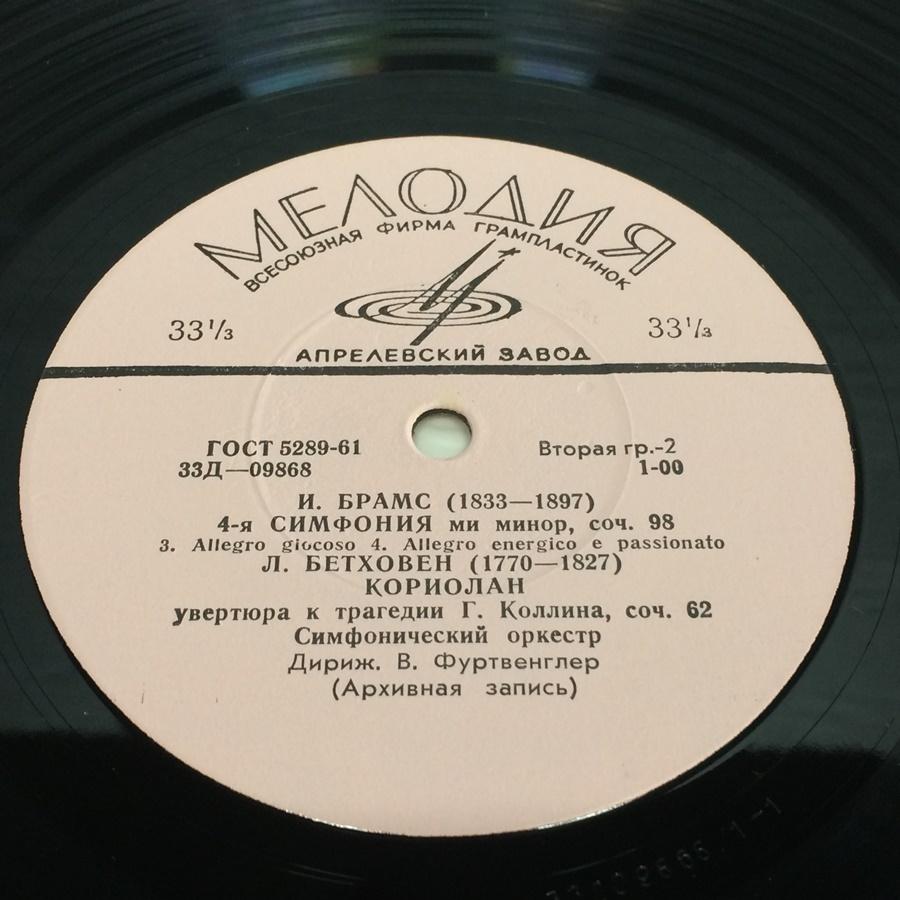 МЕЛОДИЯ
ВСЕСОЮЗНАЯ ФИРМА ГРАМПЛАСТИНОК
33⅓ 33⅓
АПРЕЛЕВСКИЙ ЗАВОД
ГОСТ 5289-61 Вторая гр.-2
33Д—09868 1-00
И. БРАМС (1833—1897)
4-я СИМФОНИЯ ми минор, соч. 98
3. Allegro giocoso 4. Allegro energico e passionato
Л. БЕТХОВЕН (1770—1827)
КОРИОЛАН
увертюра к трагедии Г. Коллина, соч. 62
Симфонический оркестр
Дириж. В. Фуртвенглер
(Архивная запись)